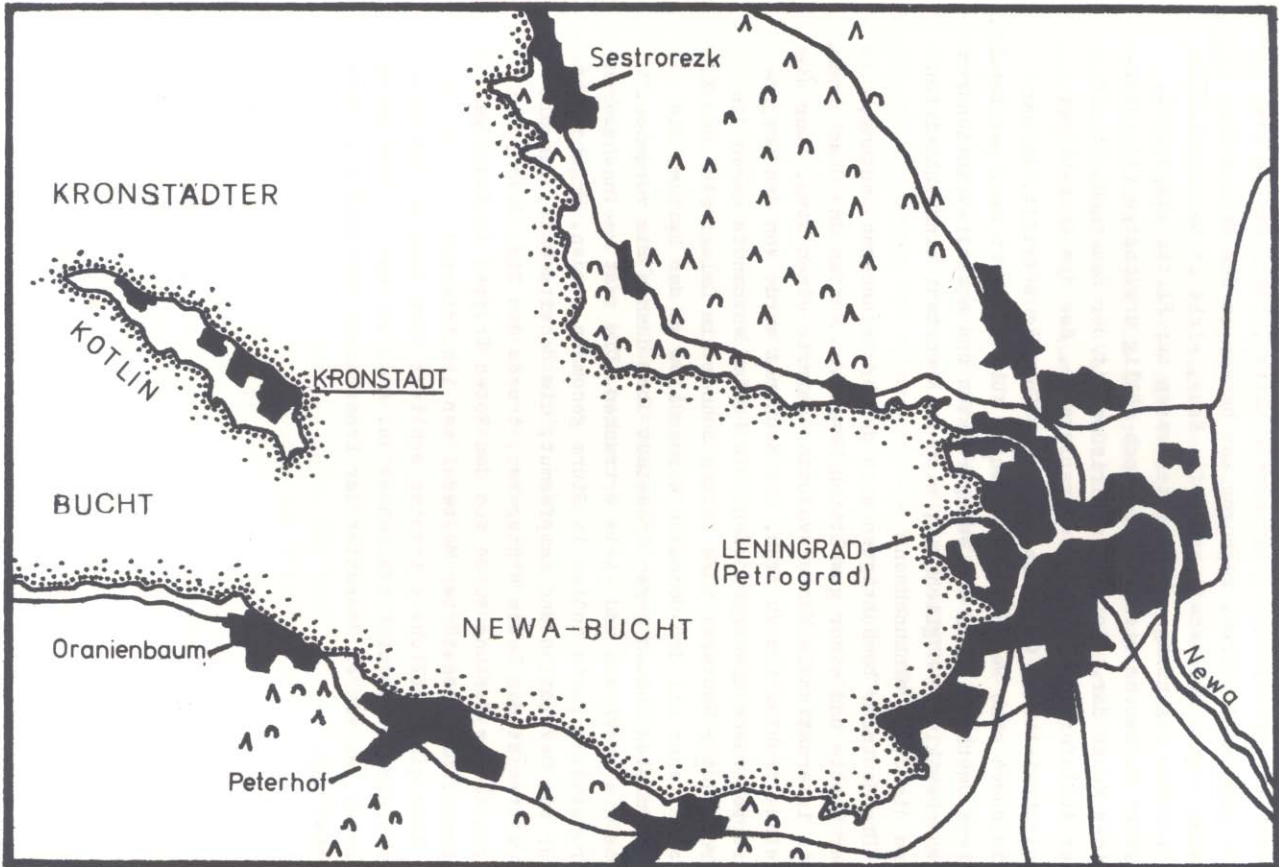 Sestrorezk
KRONSTÄDTER
KOTLIN
KRONSTADT
BUCHT
LENINGRAD
(Petrograd)
NEWA-BUCHT
Oranienbaum
Newa
Peterhof